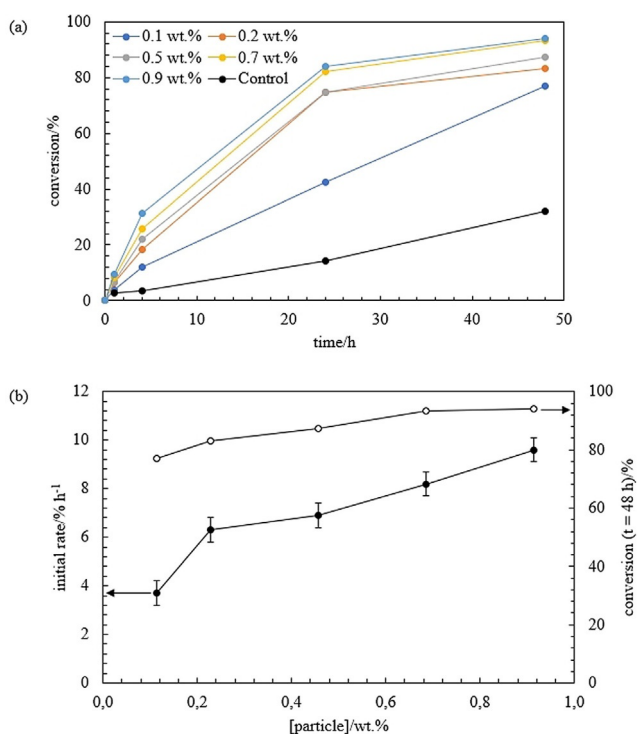 (a)
100
0.1 wt.% 0.2 wt.%
80
0.5 wt.% 0.7 wt.%
0.9 wt.% Control
60
conversion/%
40
20
0
0 10 20 30 40 50
time/h
(b)
12 100
10 80
8
60
initial rate/% h-1
6
conversion (t = 48 h)/%
40
4
20
2
0 0
0,0 0,2 0,4 0,6 0,8 1,0
[particle]/wt.%